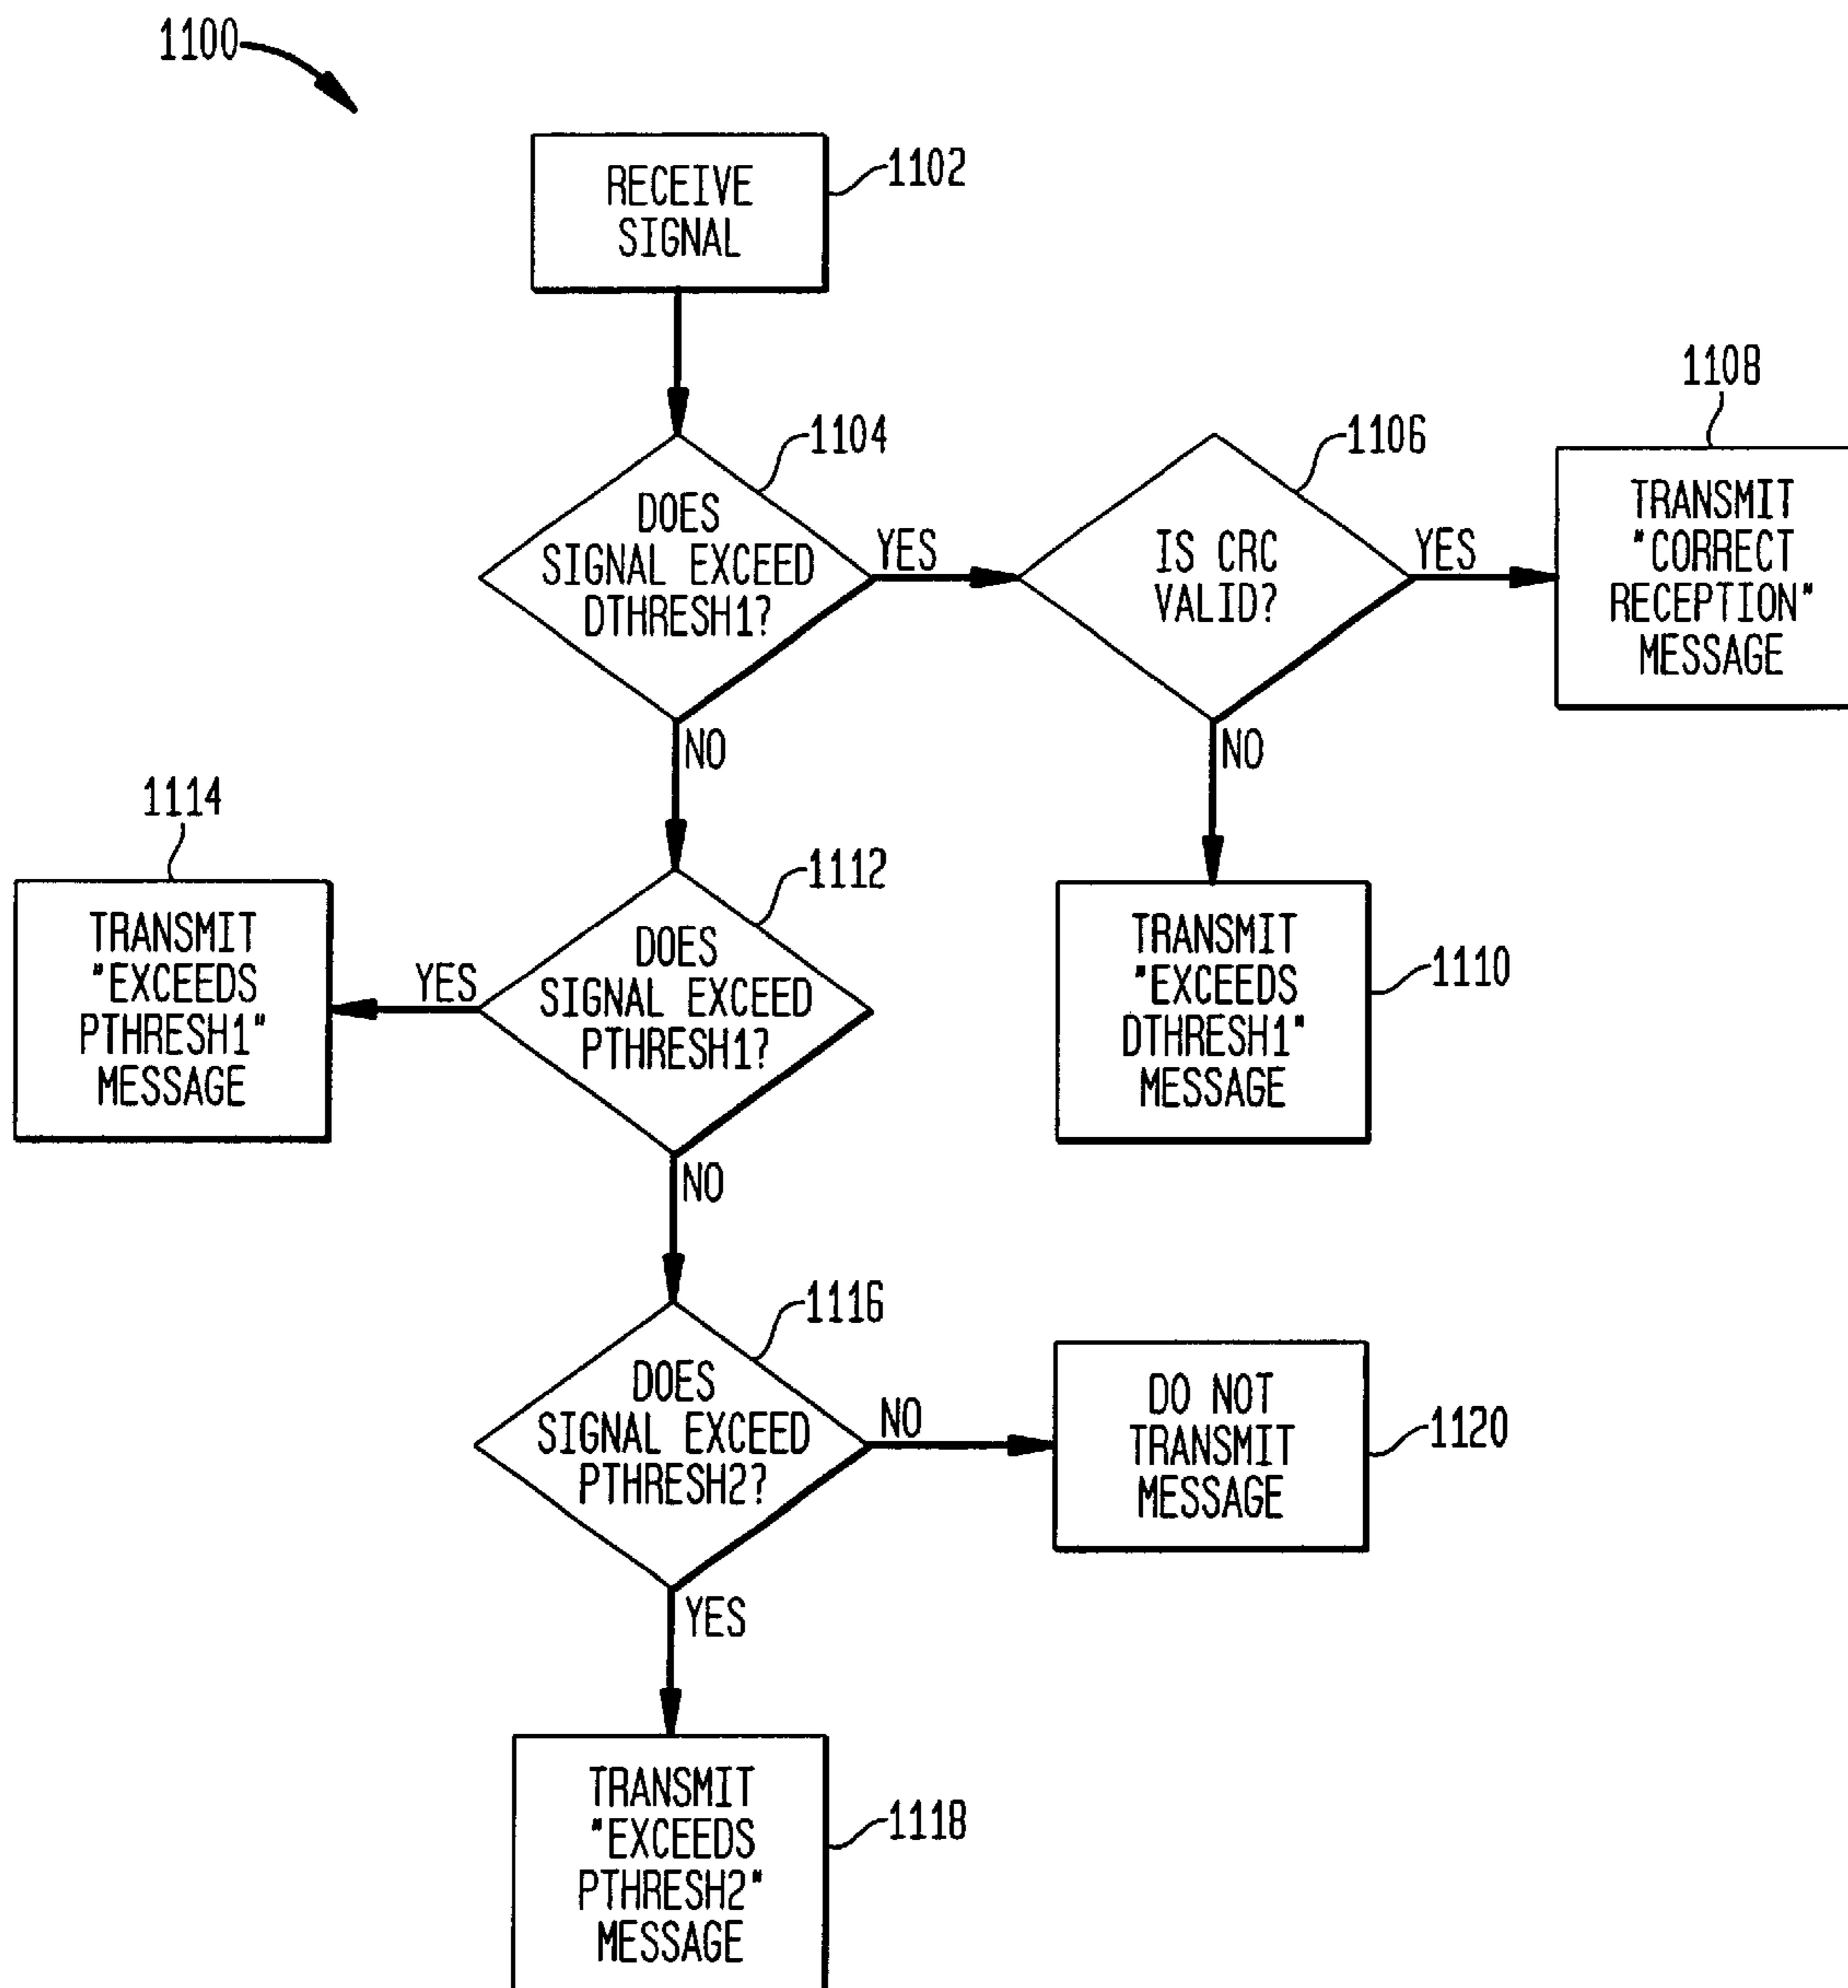 1100
RECEIVE
SIGNAL
1102
1104
DOES
SIGNAL EXCEED
DTHRESH1?
YES
1106
IS CRC
VALID?
YES
1108
TRANSMIT
"CORRECT
RECEPTION"
MESSAGE
NO
NO
1110
TRANSMIT
"EXCEEDS
DTHRESH1"
MESSAGE
1112
DOES
SIGNAL EXCEED
PTHRESH1?
YES
1114
TRANSMIT
"EXCEEDS
PTHRESH1"
MESSAGE
NO
1116
DOES
SIGNAL EXCEED
PTHRESH2?
NO
DO NOT
TRANSMIT
MESSAGE
1120
YES
TRANSMIT
"EXCEEDS
PTHRESH2"
MESSAGE
1118